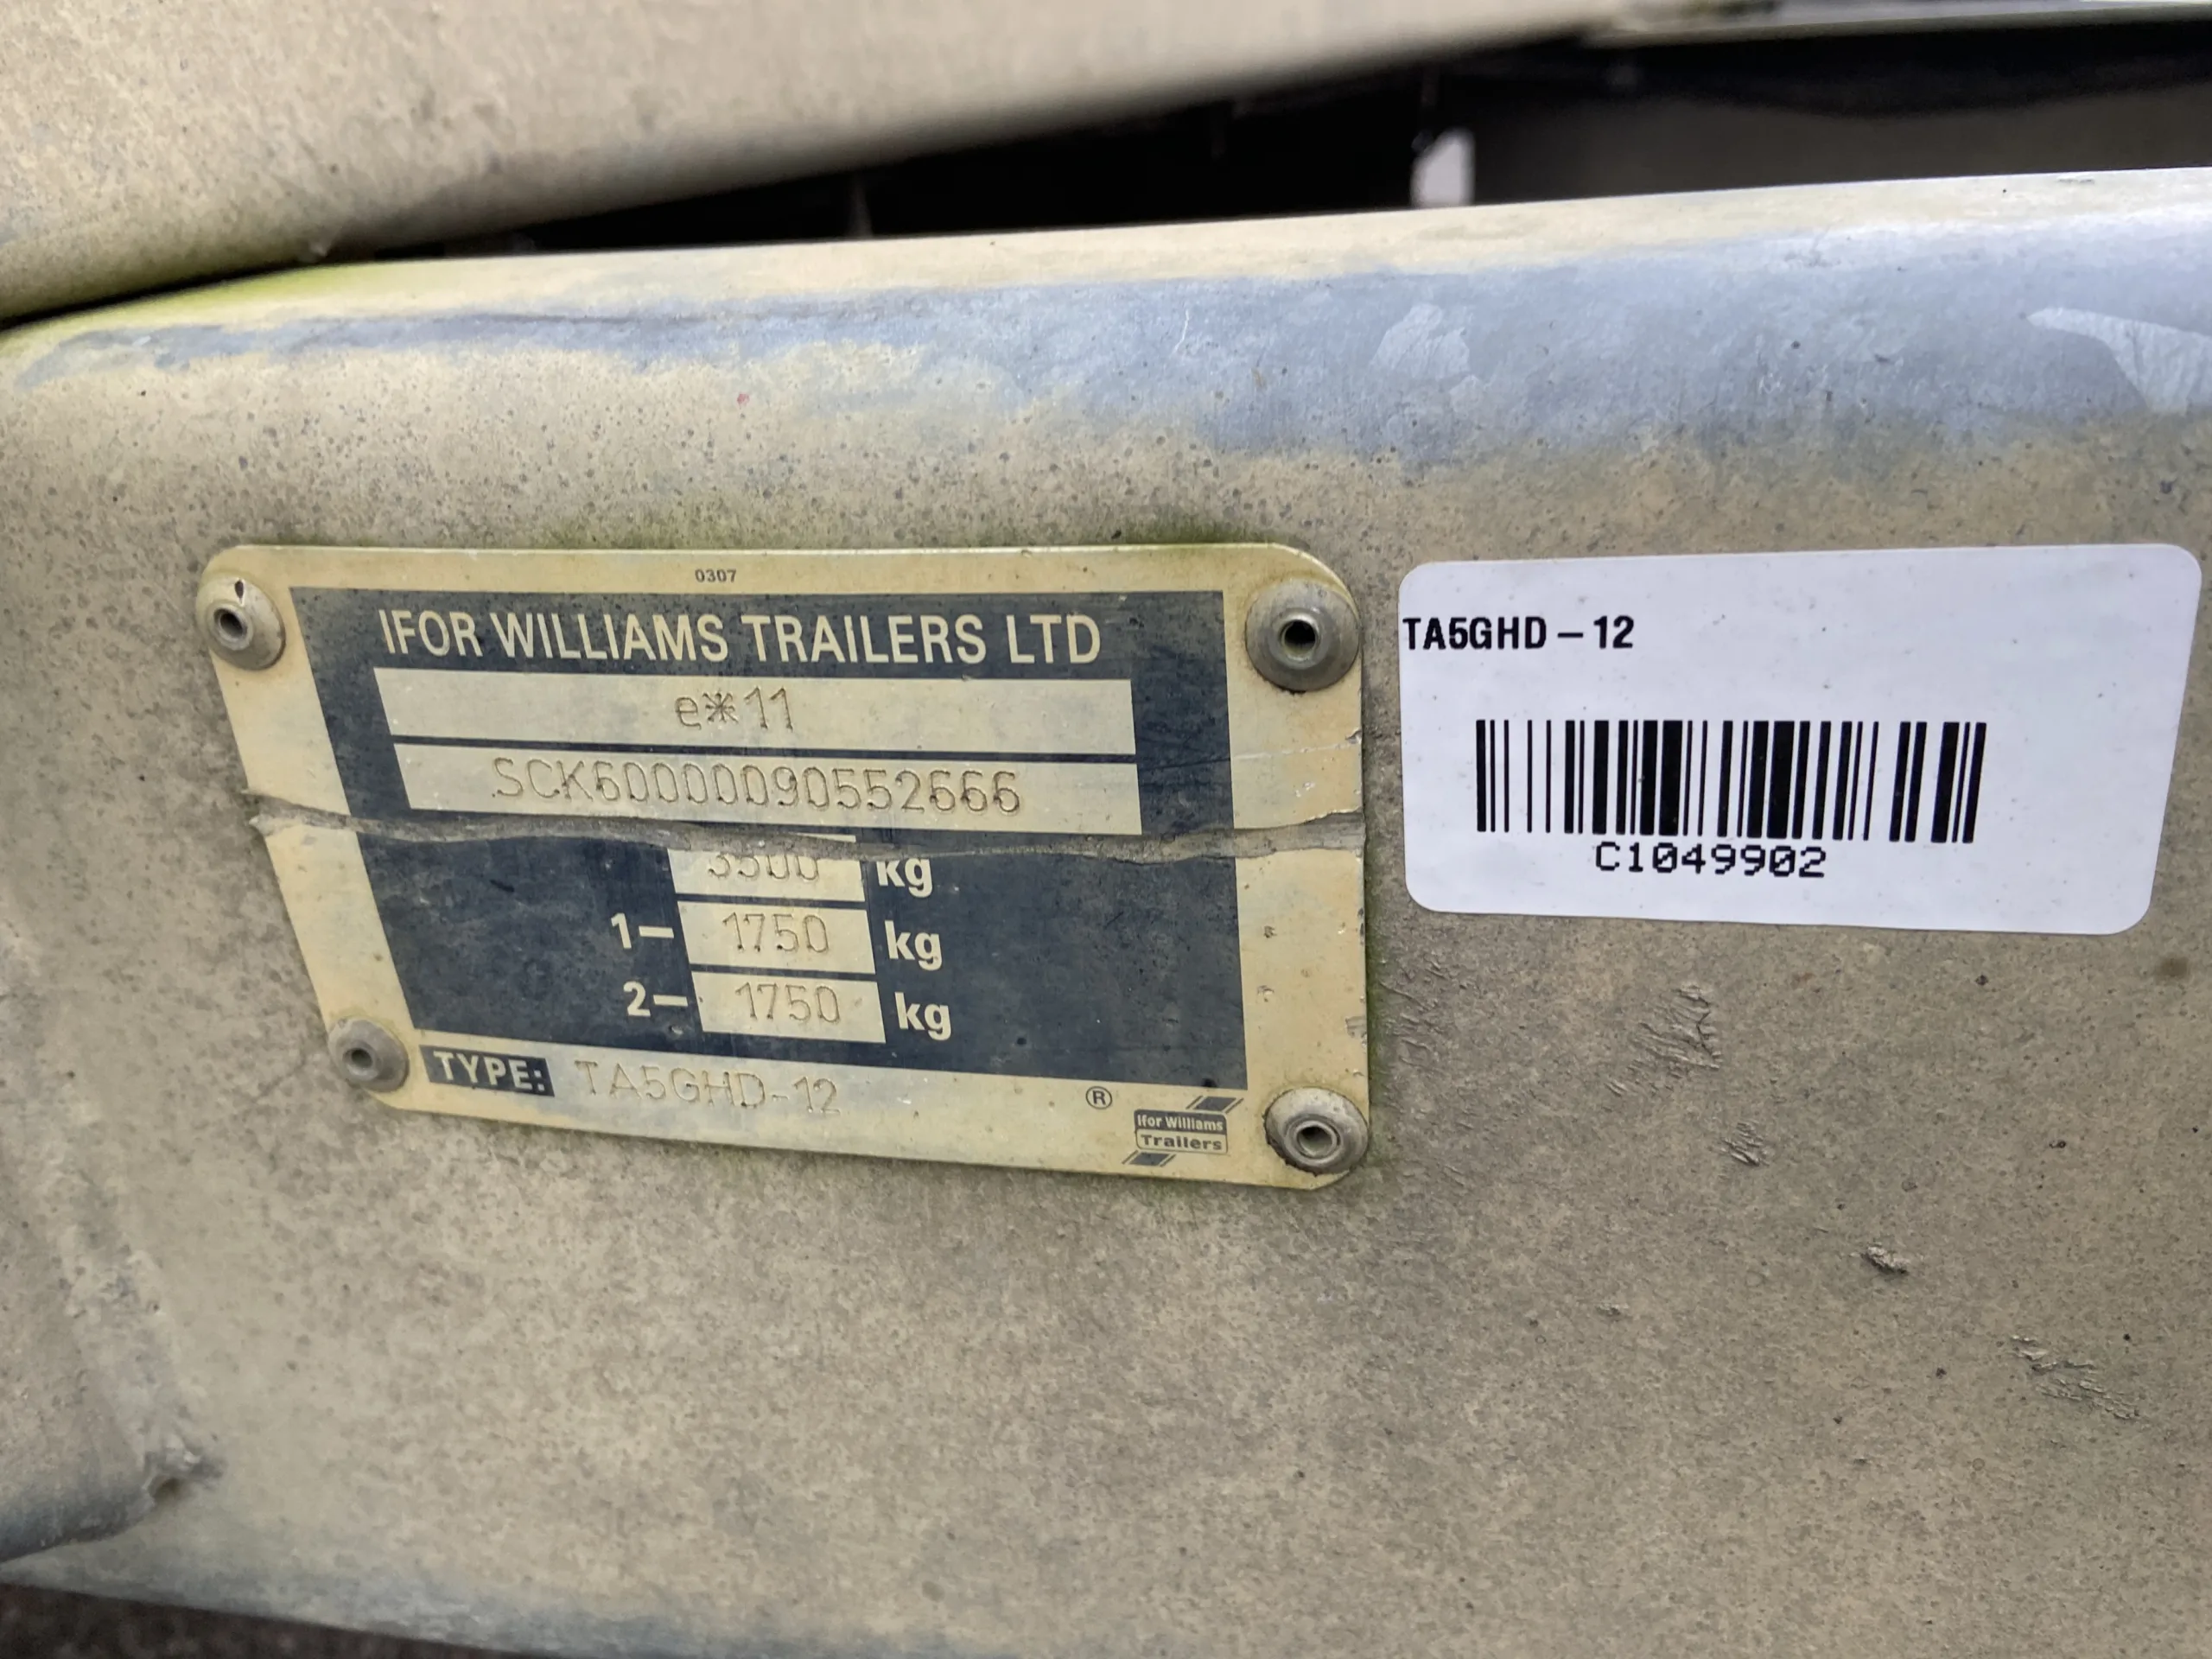 0307
IFOR WILLIAMS TRAILERS LTD
e*11
SCK60000090552666
3500 kg
1– 1750 kg
2– 1750 kg
TYPE: TA5GHD-12
®
Ifor Williams
Trailers
TA5GHD – 12
C1049902